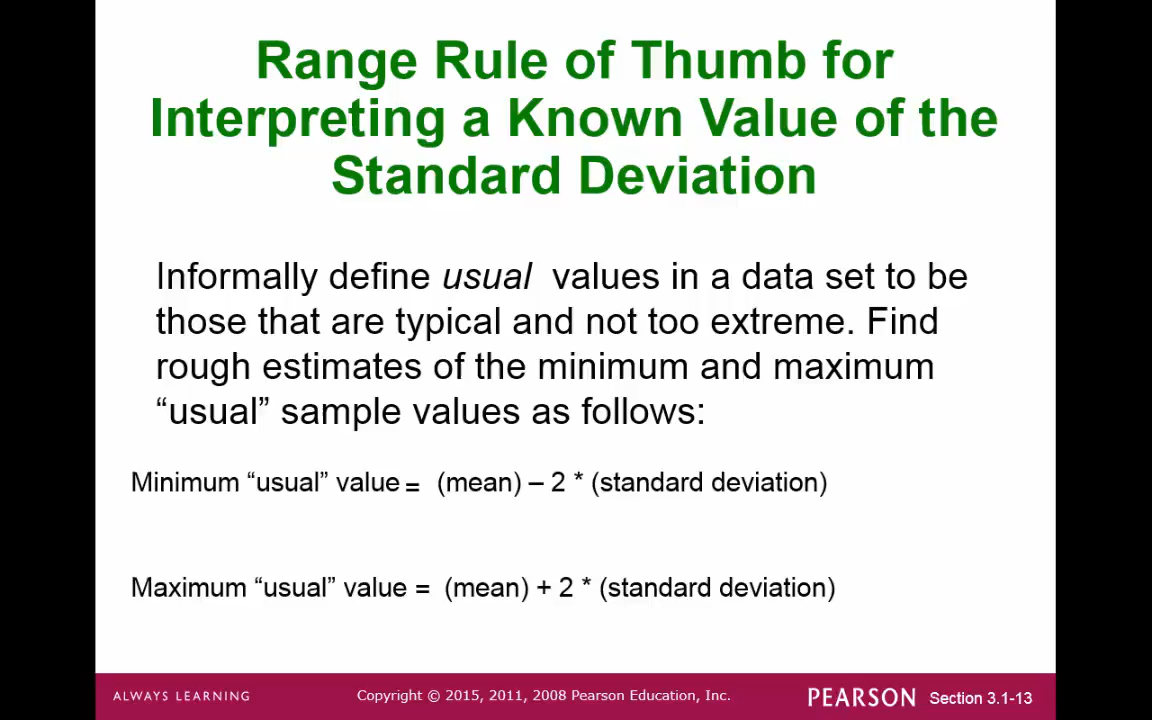 Range Rule of Thumb for
Interpreting a Known Value of the
Standard Deviation
Informally define usual values in a data set to be
those that are typical and not too extreme. Find
rough estimates of the minimum and maximum
“usual” sample values as follows:
Minimum “usual” value = (mean) – 2 * (standard deviation)
Maximum “usual” value = (mean) + 2 * (standard deviation)
ALWAYS LEARNING
Copyright © 2015, 2011, 2008 Pearson Education, Inc.
PEARSON
Section 3.1-13